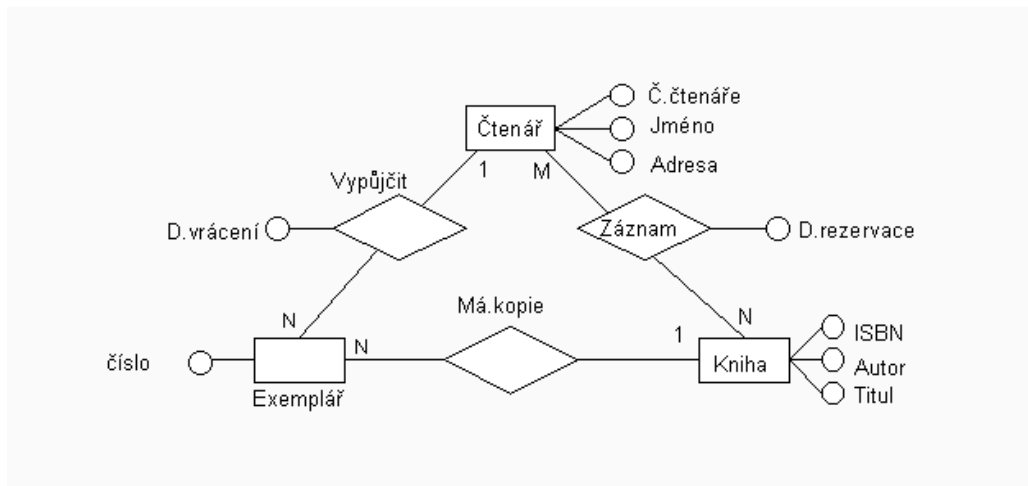 Č.čtenáře
Čtenář
Jméno
Adresa
1
M
Vypůjčit
D.vrácení
Záznam
D.rezervace
Má.kopie
N
N
1
N
ISBN
číslo
Kniha
Autor
Exemplář
Titul